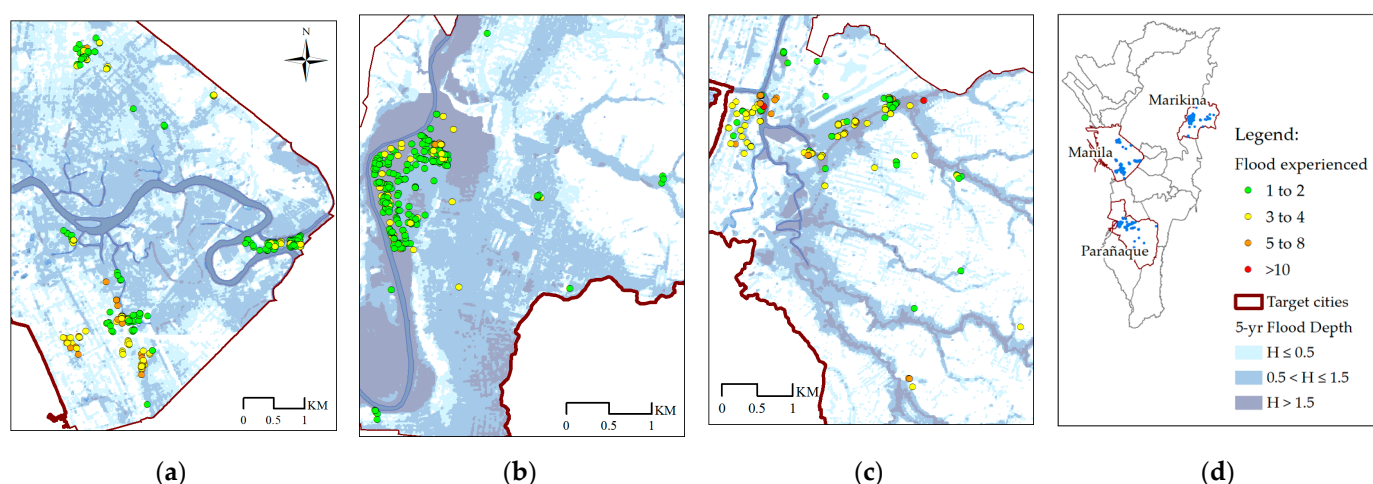 N
0 0.5 1 KM
(a)
0 0.5 1 KM
(b)
0 0.5 1 KM
(c)
Marikina
Manila
Parañaque
(d)
Legend:
Flood experienced
1 to 2
3 to 4
5 to 8
>10
Target cities
5-yr Flood Depth
H ≤ 0.5
0.5 < H ≤ 1.5
H > 1.5